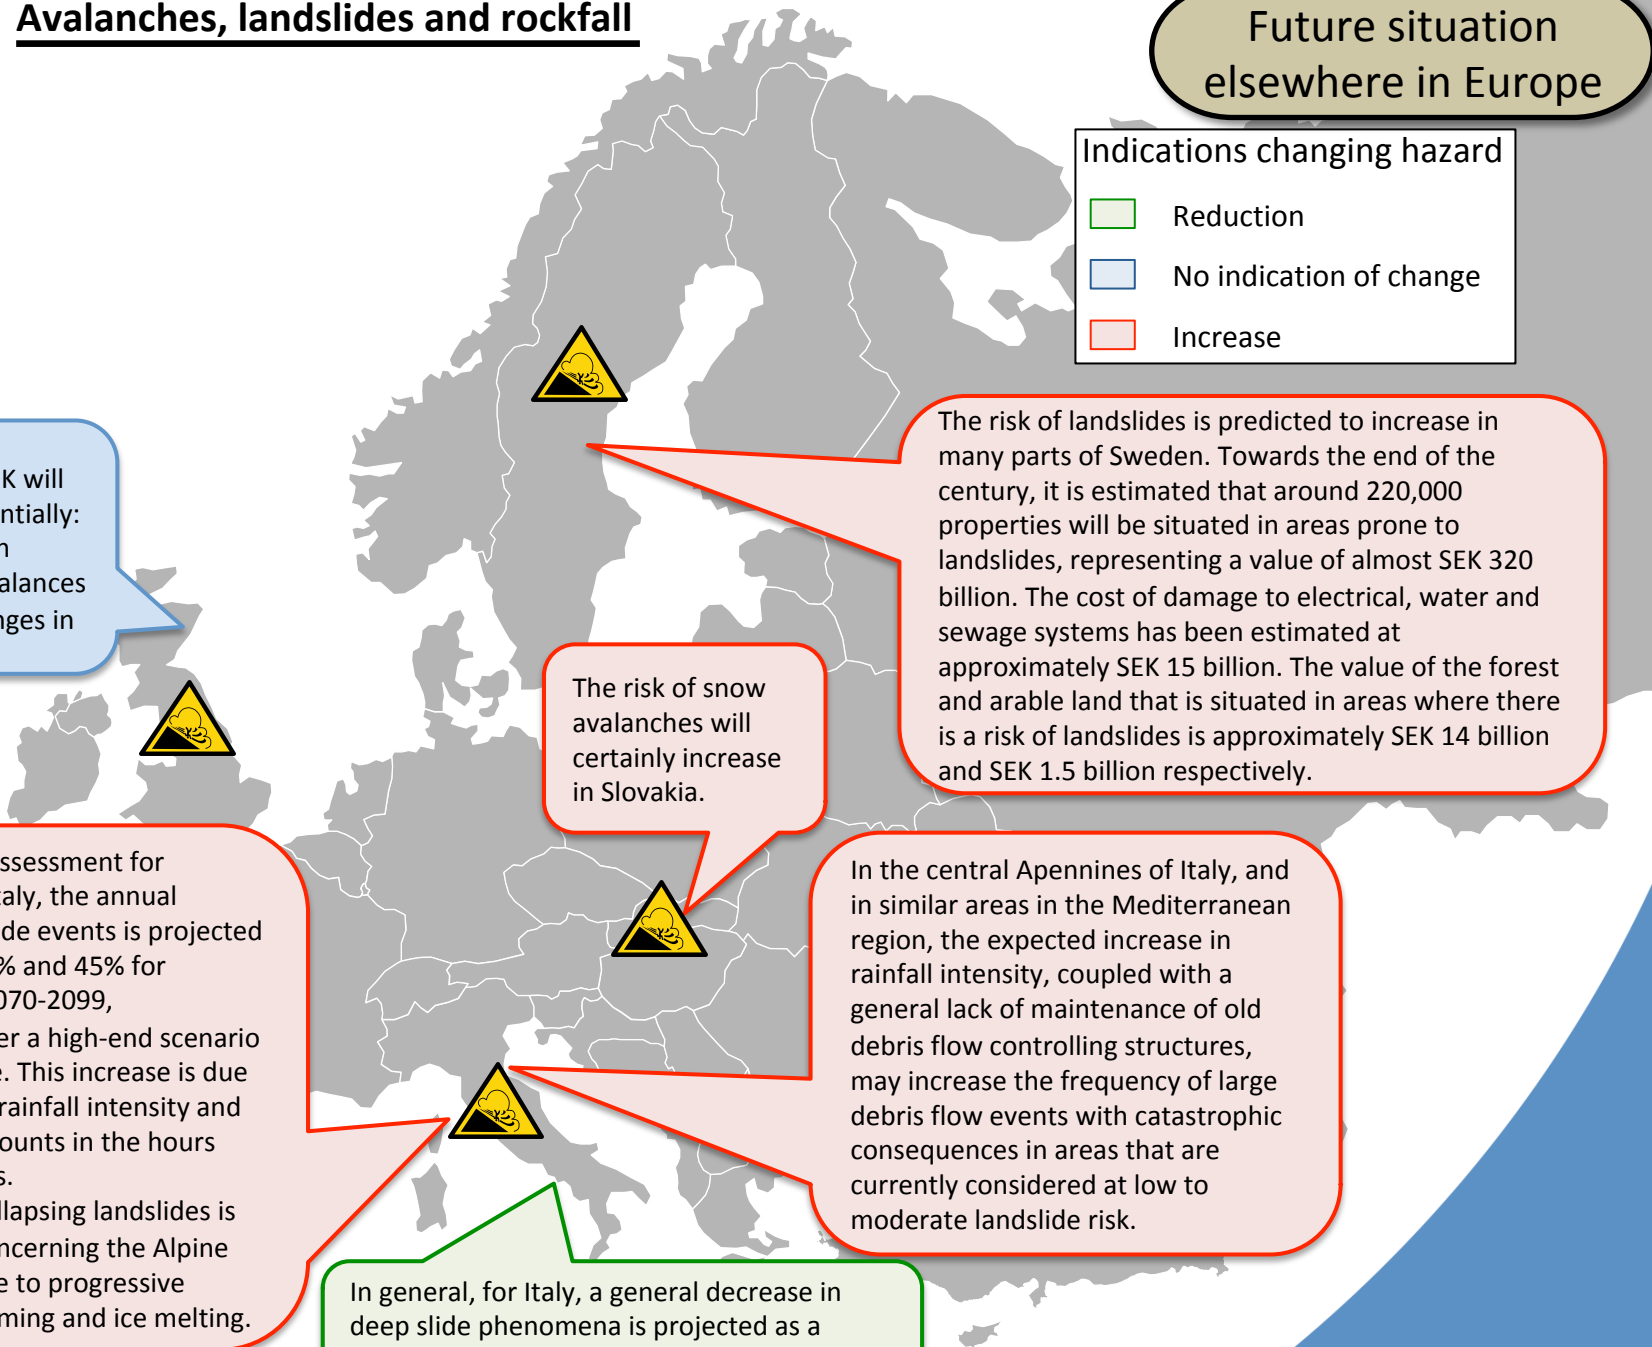 Avalanches, landslides and rockfall
Future situation
elsewhere in Europe
Indications changing hazard
Reduction
No indication of change
Increase
The risk of landslides is predicted to increase in
many parts of Sweden. Towards the end of the
century, it is estimated that around 220,000
properties will be situated in areas prone to
landslides, representing a value of almost SEK 320
billion. The cost of damage to electrical, water and
sewage systems has been estimated at
approximately SEK 15 billion. The value of the forest
and arable land that is situated in areas where there
is a risk of landslides is approximately SEK 14 billion
and SEK 1.5 billion respectively.
K will
ntially:
n
alances
nges in
The risk of snow
avalanches will
certainly increase
in Slovakia.
ssessment for
taly, the annual
de events is projected
% and 45% for
070-2099,
er a high-end scenario
e. This increase is due
rainfall intensity and
ounts in the hours
s.
llapsing landslides is
ncerning the Alpine
e to progressive
ming and ice melting.
In the central Apennines of Italy, and
in similar areas in the Mediterranean
region, the expected increase in
rainfall intensity, coupled with a
general lack of maintenance of old
debris flow controlling structures,
may increase the frequency of large
debris flow events with catastrophic
consequences in areas that are
currently considered at low to
moderate landslide risk.
In general, for Italy, a general decrease in
deep slide phenomena is projected as a